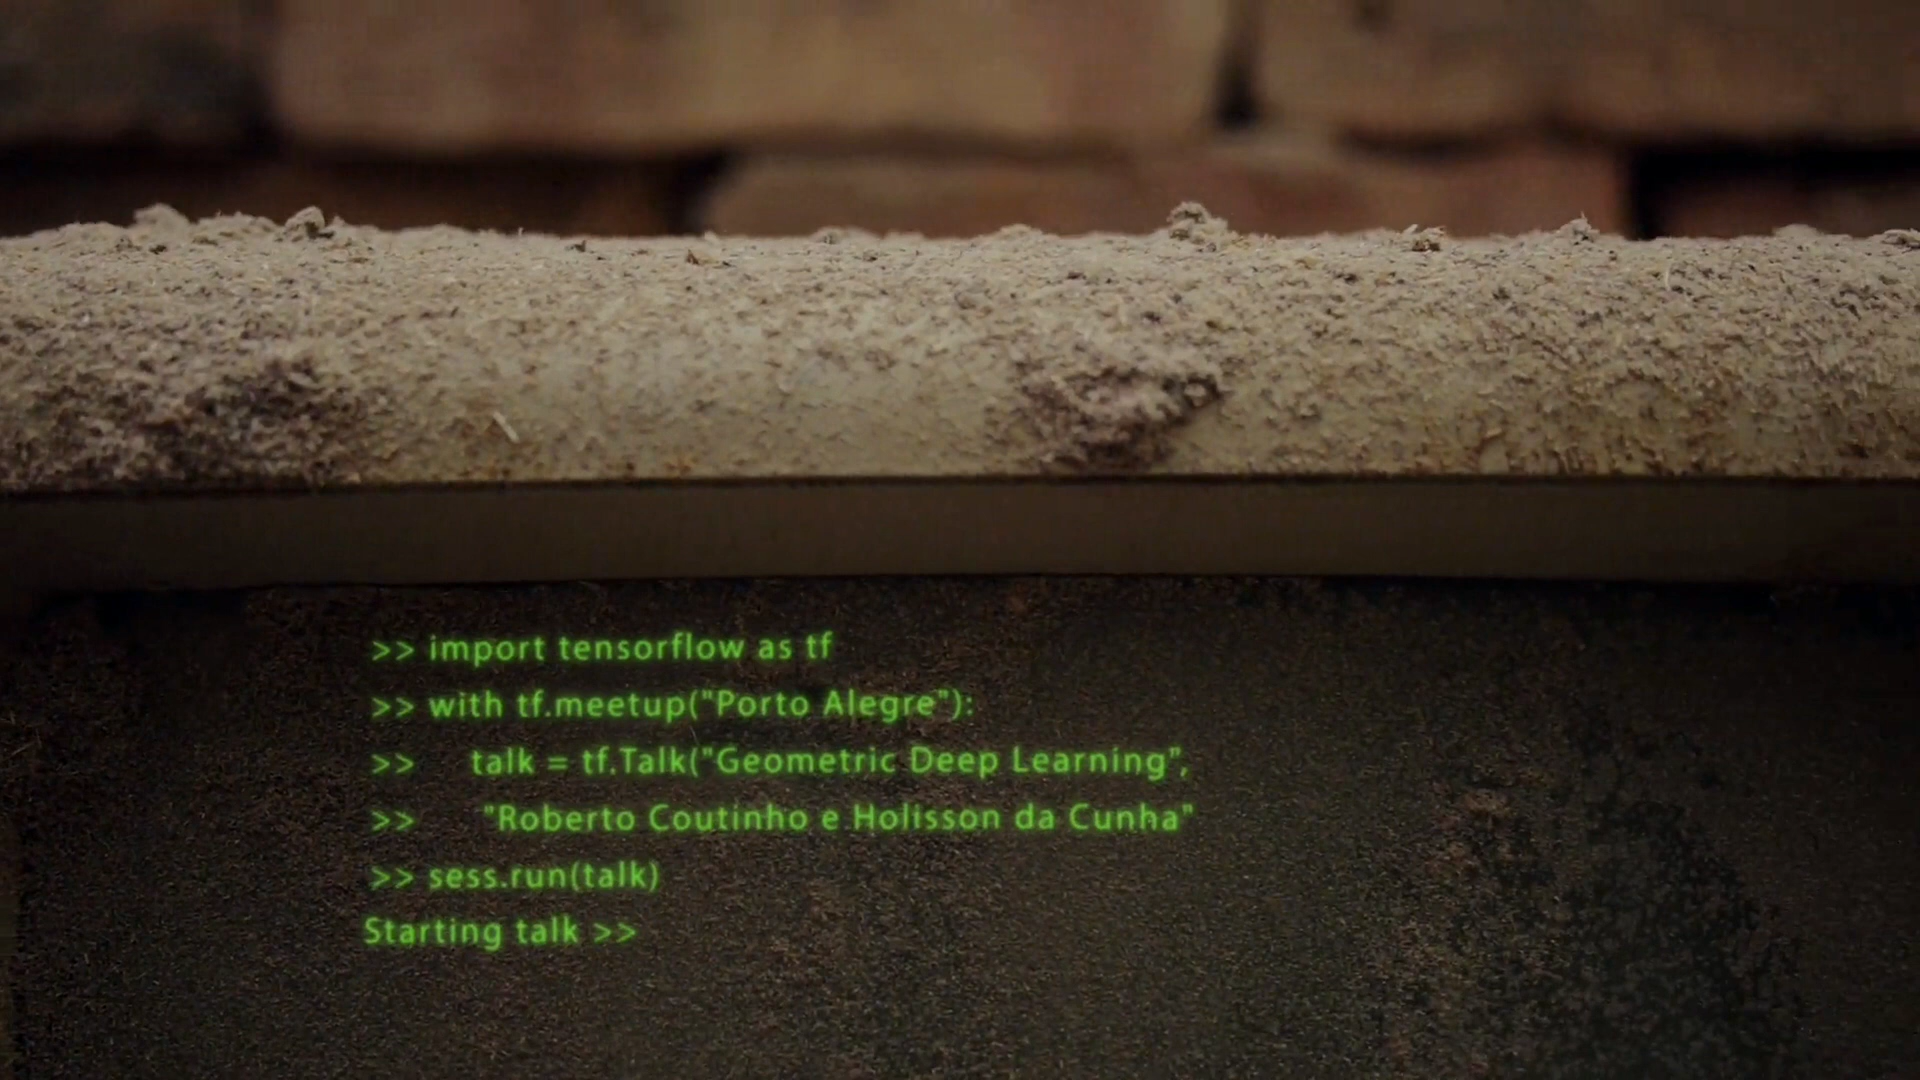 >> import tensorflow as tf
>> with tf.meetup("Porto Alegre"):
>> talk = tf.Talk("Geometric Deep Learning",
>> "Roberto Coutinho e Holisson da Cunha"
>> sess.run(talk)
Starting talk >>